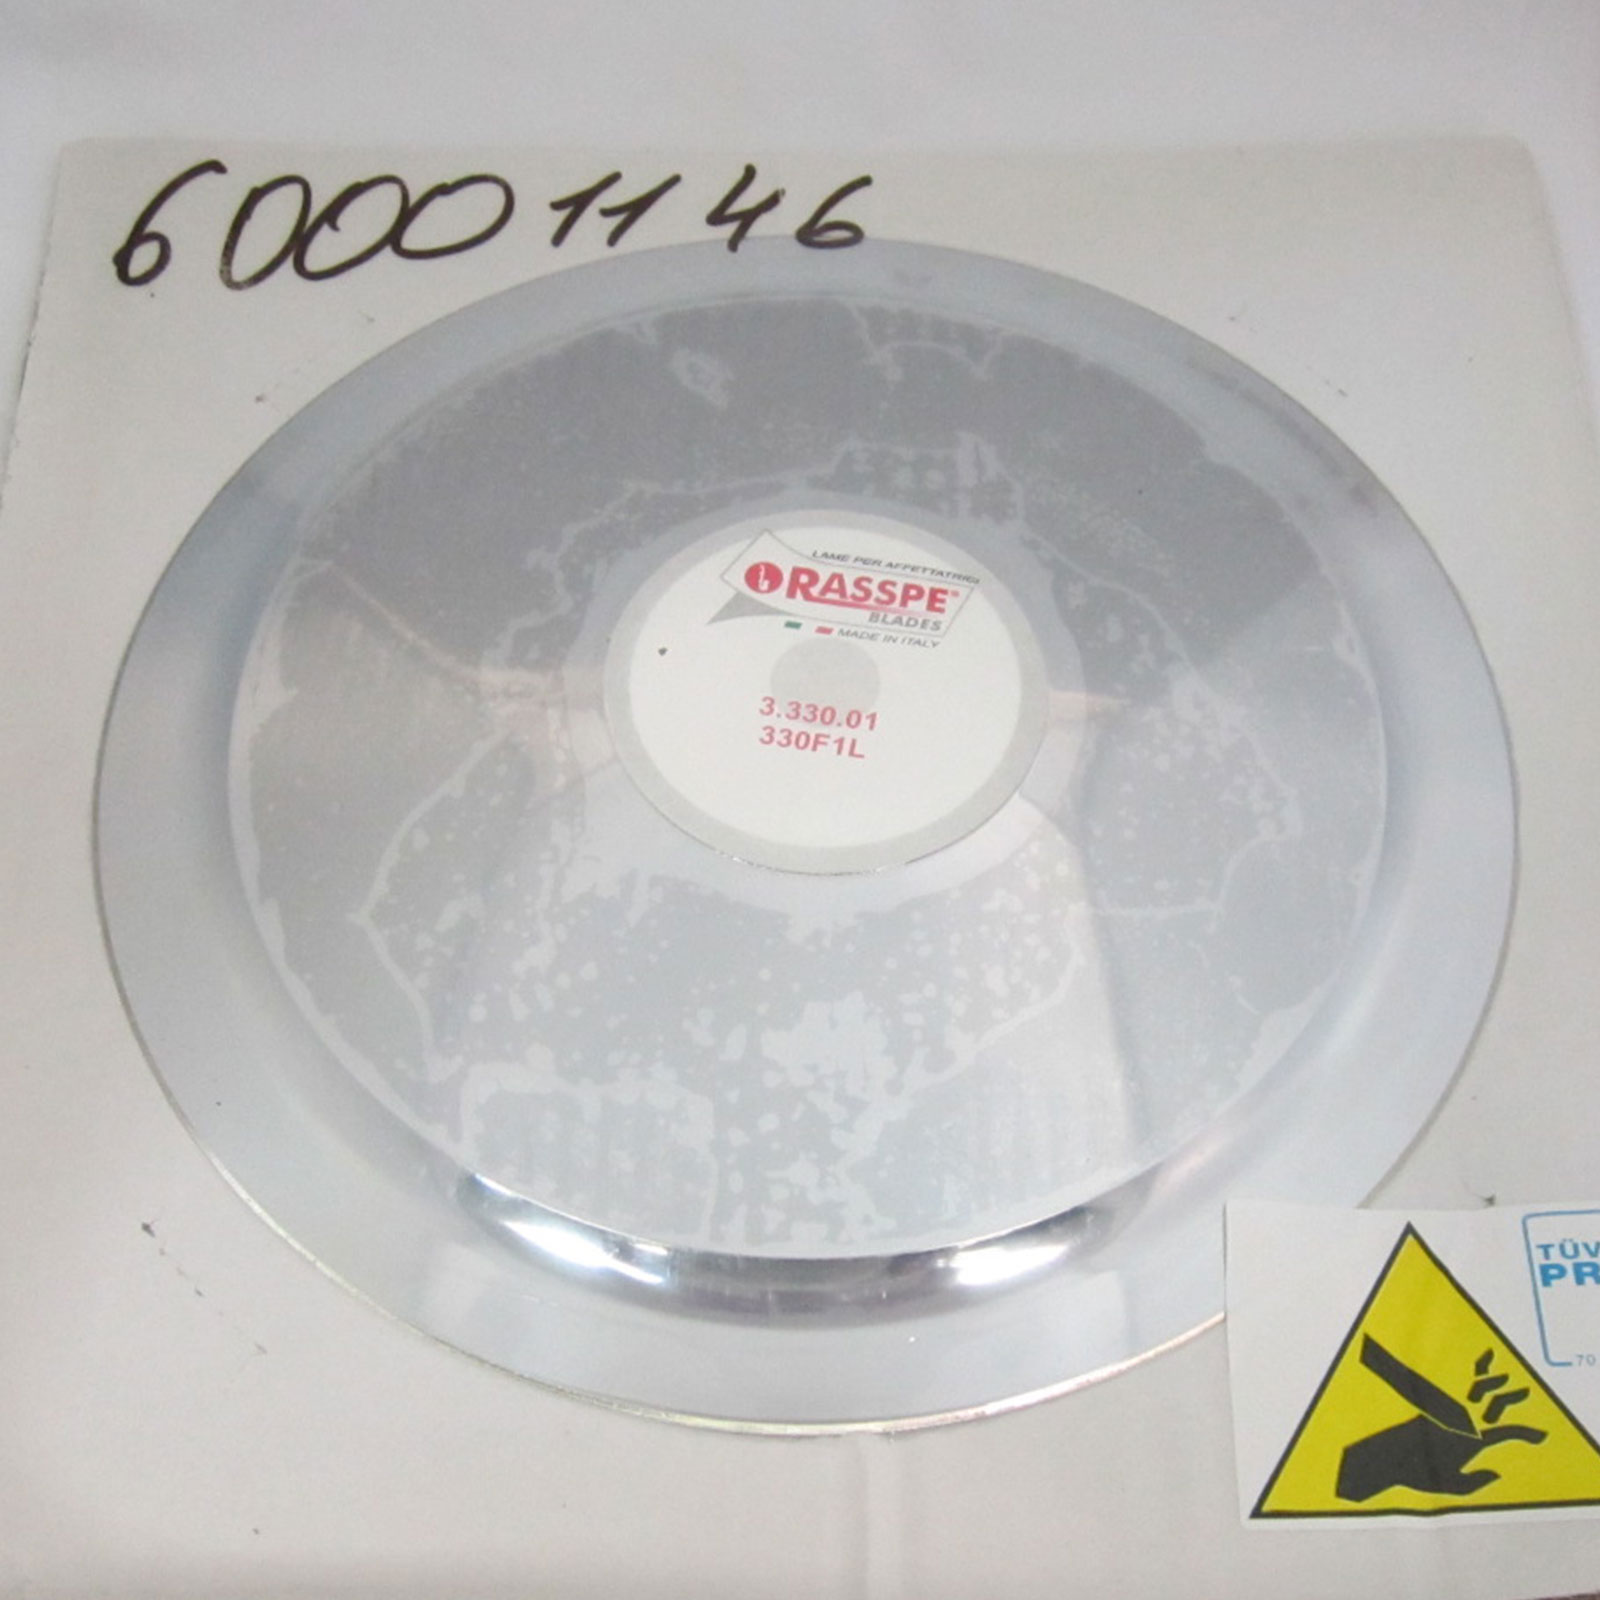 60001146
LAME PER AFFETTATRICI
RASSPE®
BLADES
MADE IN ITALY
3.330.01
330F1L
TÜV
PR
70